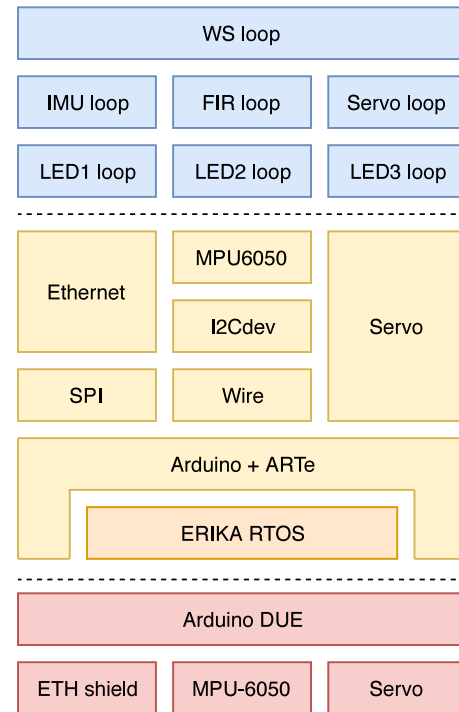 WS loop
IMU loop
FIR loop
Servo loop
LED1 loop
LED2 loop
LED3 loop
Ethernet
MPU6050
I2Cdev
Servo
SPI
Wire
Arduino + ARTe
ERIKA RTOS
Arduino DUE
ETH shield
MPU-6050
Servo